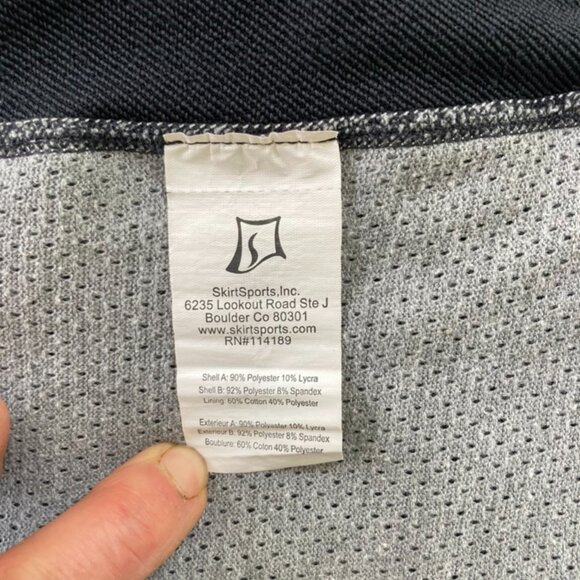 SkirtSports,Inc.
6235 Lookout Road Ste J
Boulder Co 80301
www.skirtsports.com
RN#114189
Shell A: 90% Polyester 10% Lycra
Shell B: 92% Polyester 8% Spandex
Lining: 60% Cotton 40% Polyester
Exterieur A: 90% Polyester 10% Lycra
Exterieur B: 92% Polyester 8% Spandex
Boublure: 60% Coton 40% Polyester